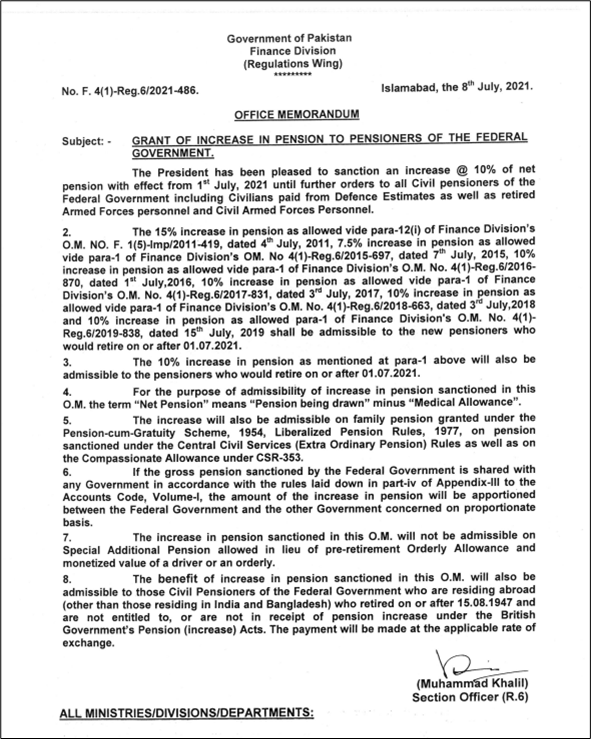 Government of Pakistan
Finance Division
(Regulations Wing)
*********
No. F. 4(1)-Reg.6/2021-486.
Islamabad, the 8th July, 2021.
OFFICE MEMORANDUM
Subject: - GRANT OF INCREASE IN PENSION TO PENSIONERS OF THE FEDERAL
GOVERNMENT.
The President has been pleased to sanction an increase @ 10% of net
pension with effect from 1st July, 2021 until further orders to all Civil pensioners of the
Federal Government including Civilians paid from Defence Estimates as well as retired
Armed Forces personnel and Civil Armed Forces Personnel.
2. The 15% increase in pension as allowed vide para-12(i) of Finance Division's
O.M. NO. F. 1(5)-Imp/2011-419, dated 4th July, 2011, 7.5% increase in pension as allowed
vide para-1 of Finance Division's OM. No 4(1)-Reg.6/2015-697, dated 7th July, 2015, 10%
increase in pension as allowed vide para-1 of Finance Division's O.M. No. 4(1)-Reg.6/2016-
870, dated 1st July,2016, 10% increase in pension as allowed vide para-1 of Finance
Division's O.M. No. 4(1)-Reg.6/2017-831, dated 3rd July, 2017, 10% increase in pension as
allowed vide para-1 of Finance Division's O.M. No. 4(1)-Reg.6/2018-663, dated 3rd July,2018
and 10% increase in pension as allowed para-1 of Finance Division's O.M. No. 4(1)-
Reg.6/2019-838, dated 15th July, 2019 shall be admissible to the new pensioners who
would retire on or after 01.07.2021.
3. The 10% increase in pension as mentioned at para-1 above will also be
admissible to the pensioners who would retire on or after 01.07.2021.
4. For the purpose of admissibility of increase in pension sanctioned in this
O.M. the term “Net Pension” means “Pension being drawn” minus “Medical Allowance”.
5. The increase will also be admissible on family pension granted under the
Pension-cum-Gratuity Scheme, 1954, Liberalized Pension Rules, 1977, on pension
sanctioned under the Central Civil Services (Extra Ordinary Pension) Rules as well as on
the Compassionate Allowance under CSR-353.
6. If the gross pension sanctioned by the Federal Government is shared with
any Government in accordance with the rules laid down in part-iv of Appendix-III to the
Accounts Code, Volume-I, the amount of the increase in pension will be apportioned
between the Federal Government and the other Government concerned on proportionate
basis.
7. The increase in pension sanctioned in this O.M. will not be admissible on
Special Additional Pension allowed in lieu of pre-retirement Orderly Allowance and
monetized value of a driver or an orderly.
8. The benefit of increase in pension sanctioned in this O.M. will also be
admissible to those Civil Pensioners of the Federal Government who are residing abroad
(other than those residing in India and Bangladesh) who retired on or after 15.08.1947 and
are not entitled to, or are not in receipt of pension increase under the British
Government's Pension (increase) Acts. The payment will be made at the applicable rate of
exchange.
(Muhammad Khalil)
Section Officer (R.6)
ALL MINISTRIES/DIVISIONS/DEPARTMENTS: